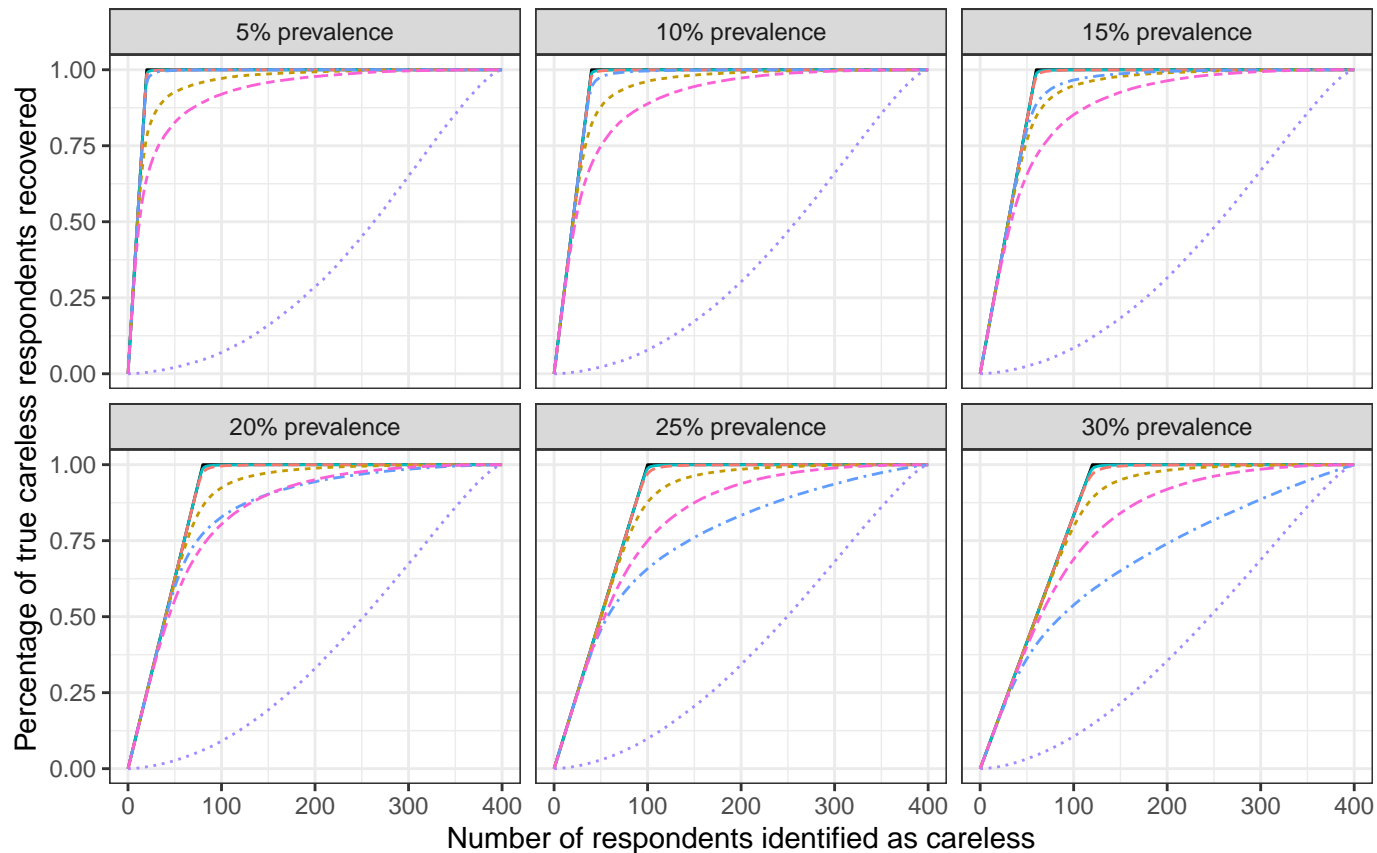 5% prevalence
10% prevalence
15% prevalence
1.00
0.75
0.50
0.25
0.00
20% prevalence
25% prevalence
30% prevalence
1.00
0.75
0.50
0.25
0.00
0 100 200 300 400
0 100 200 300 400
0 100 200 300 400
Number of respondents identified as careless
Percentage of true careless respondents recovered